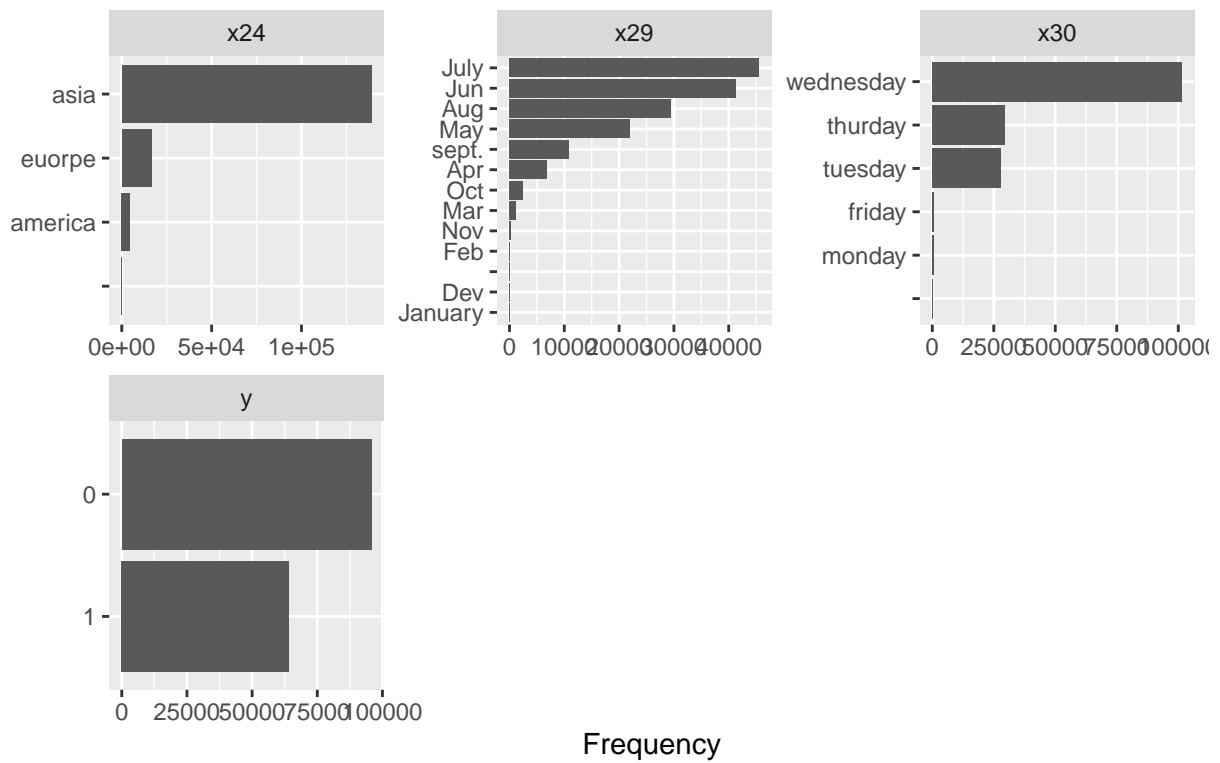 x24
asia
euorpe
america
0e+00 5e+04 1e+05
x29
July
Jun
Aug
May
sept.
Apr
Oct
Mar
Nov
Feb
Dev
January
0 10000 20000 30000 40000
x30
wednesday
thurday
tuesday
friday
monday
0 25000 50000 75000 100000
y
0
1
0 25000 50000 75000 100000
Frequency